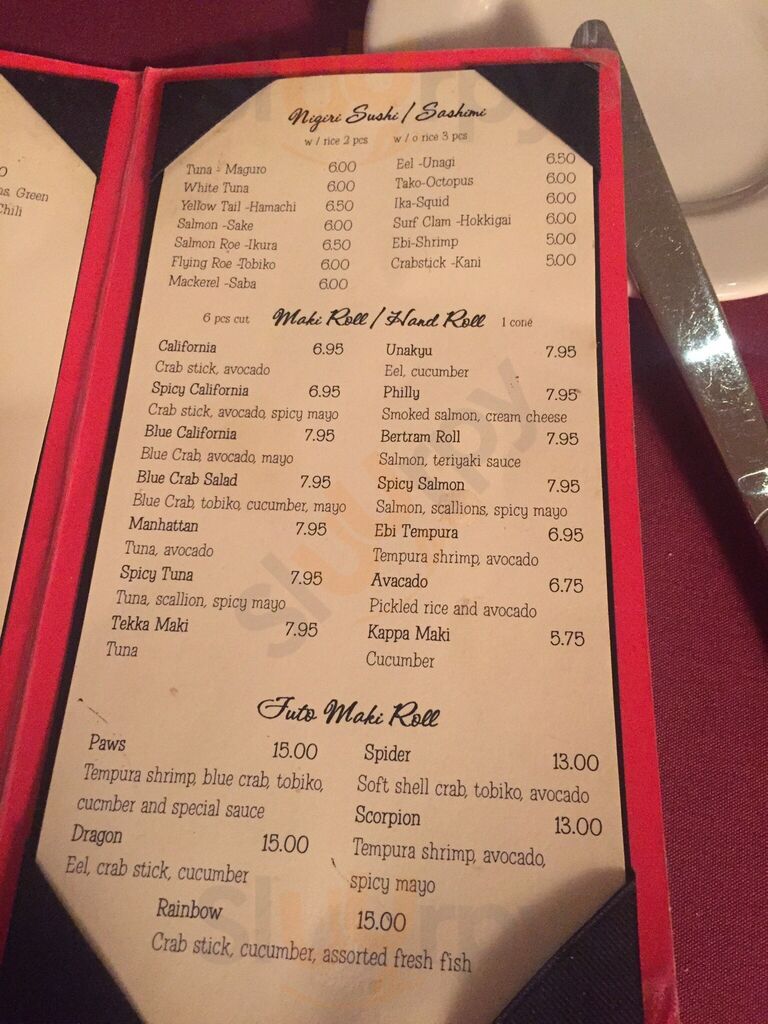 Nigiri Sushi / Sashimi
w / rice 2 pcs w / o rice 3 pcs
Tuna - Maguro 6.00
White Tuna 6.00
Yellow Tail -Hamachi 6.50
Salmon -Sake 6.00
Salmon Roe -Ikura 6.50
Flying Roe -Tobiko 6.00
Mackerel -Saba 6.00
Eel -Unagi 6.50
Tako-Octopus 6.00
Ika-Squid 6.00
Surf Clam -Hokkigai 6.00
Ebi-Shrimp 5.00
Crabstick -Kani 5.00
6 pcs cut Maki Roll / Hand Roll 1 cone
California 6.95
Crab stick, avocado
Spicy California 6.95
Crab stick, avocado, spicy mayo
Blue California 7.95
Blue Crab, avocado, mayo
Blue Crab Salad 7.95
Blue Crab, tobiko, cucumber, mayo
Manhattan 7.95
Tuna, avocado
Spicy Tuna 7.95
Tuna, scallion, spicy mayo
Tekka Maki 7.95
Tuna
Unakyu 7.95
Eel, cucumber
Philly 7.95
Smoked salmon, cream cheese
Bertram Roll 7.95
Salmon, teriyaki sauce
Spicy Salmon 7.95
Salmon, scallions, spicy mayo
Ebi Tempura 6.95
Tempura shrimp, avocado
Avacado 6.75
Pickled rice and avocado
Kappa Maki 5.75
Cucumber
Futo Maki Roll
Paws 15.00
Tempura shrimp, blue crab, tobiko,
cucmber and special sauce
Dragon 15.00
Eel, crab stick, cucumber
Spider 13.00
Soft shell crab, tobiko, avocado
Scorpion 13.00
Tempura shrimp, avocado,
spicy mayo
Rainbow 15.00
Crab stick, cucumber, assorted fresh fish
Green
Chili
sluurpy